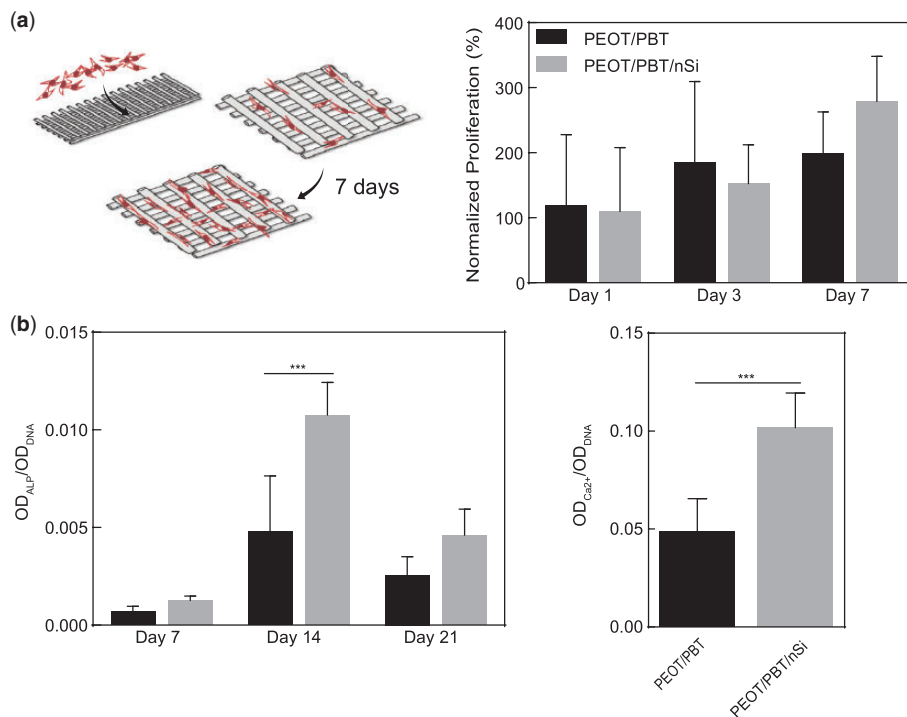 (a)
7 days
Normalized Proliferation (%)
400
300
200
100
0
PEOT/PBT
PEOT/PBT/nSi
Day 1
Day 3
Day 7
(b)
OD_ALP/OD_DNA
0.015
0.010
0.005
0.000
***
Day 7
Day 14
Day 21
OD_Ca2+/OD_DNA
0.15
0.10
0.05
0.00
***
PEOT/PBT
PEOT/PBT/nSi